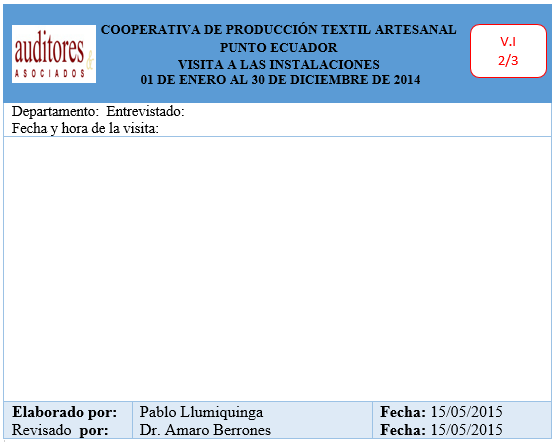 auditores &
ASOCIADOS
COOPERATIVA DE PRODUCCIÓN TEXTIL ARTESANAL
PUNTO ECUADOR
VISITA A LAS INSTALACIONES
01 DE ENERO AL 30 DE DICIEMBRE DE 2014
V.I
2/3
Departamento: Entrevistado:
Fecha y hora de la visita:
Elaborado por: Pablo Llumiquinga Fecha: 15/05/2015
Revisado por: Dr. Amaro Berrones Fecha: 15/05/2015